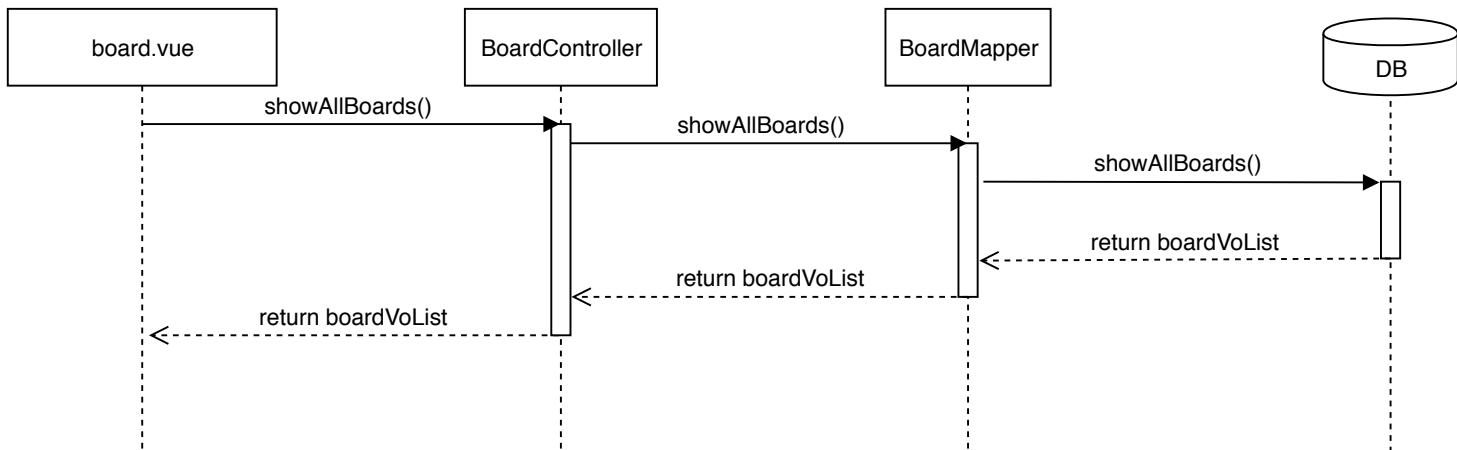 board.vue
BoardController
BoardMapper
DB
showAllBoards()
showAllBoards()
showAllBoards()
return boardVoList
return boardVoList
return boardVoList